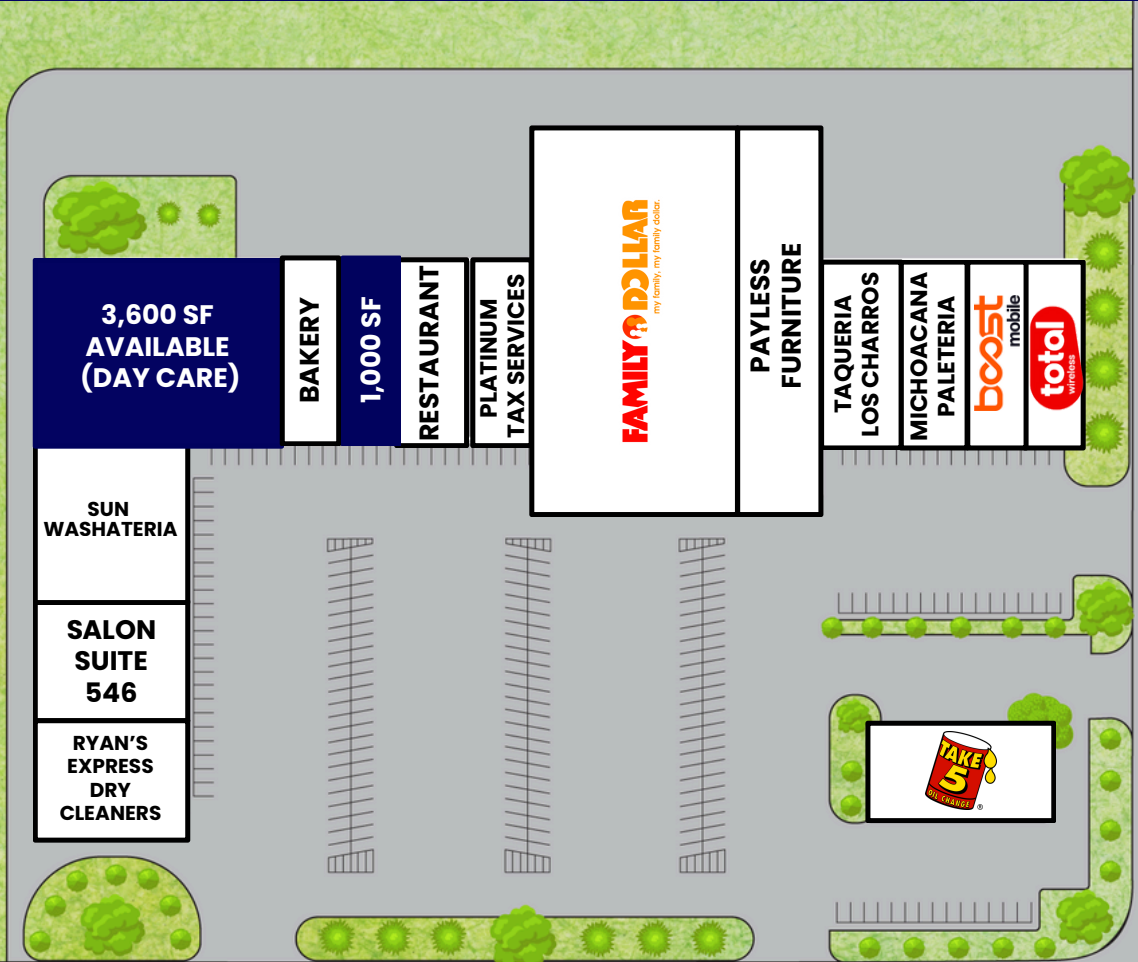 3,600 SF
AVAILABLE
(DAY CARE)
BAKERY
1,000 SF
RESTAURANT
PLATINUM
TAX SERVICES
FAMILY DOLLAR
my family, my family dollar.
PAYLESS
FURNITURE
TAQUERIA
LOS CHARROS
MICHOACANA
PALETERIA
boost
mobile
total
wireless
SUN
WASHATERIA
SALON
SUITE
546
RYAN'S
EXPRESS
DRY
CLEANERS
TAKE
5
OIL CHANGE
®